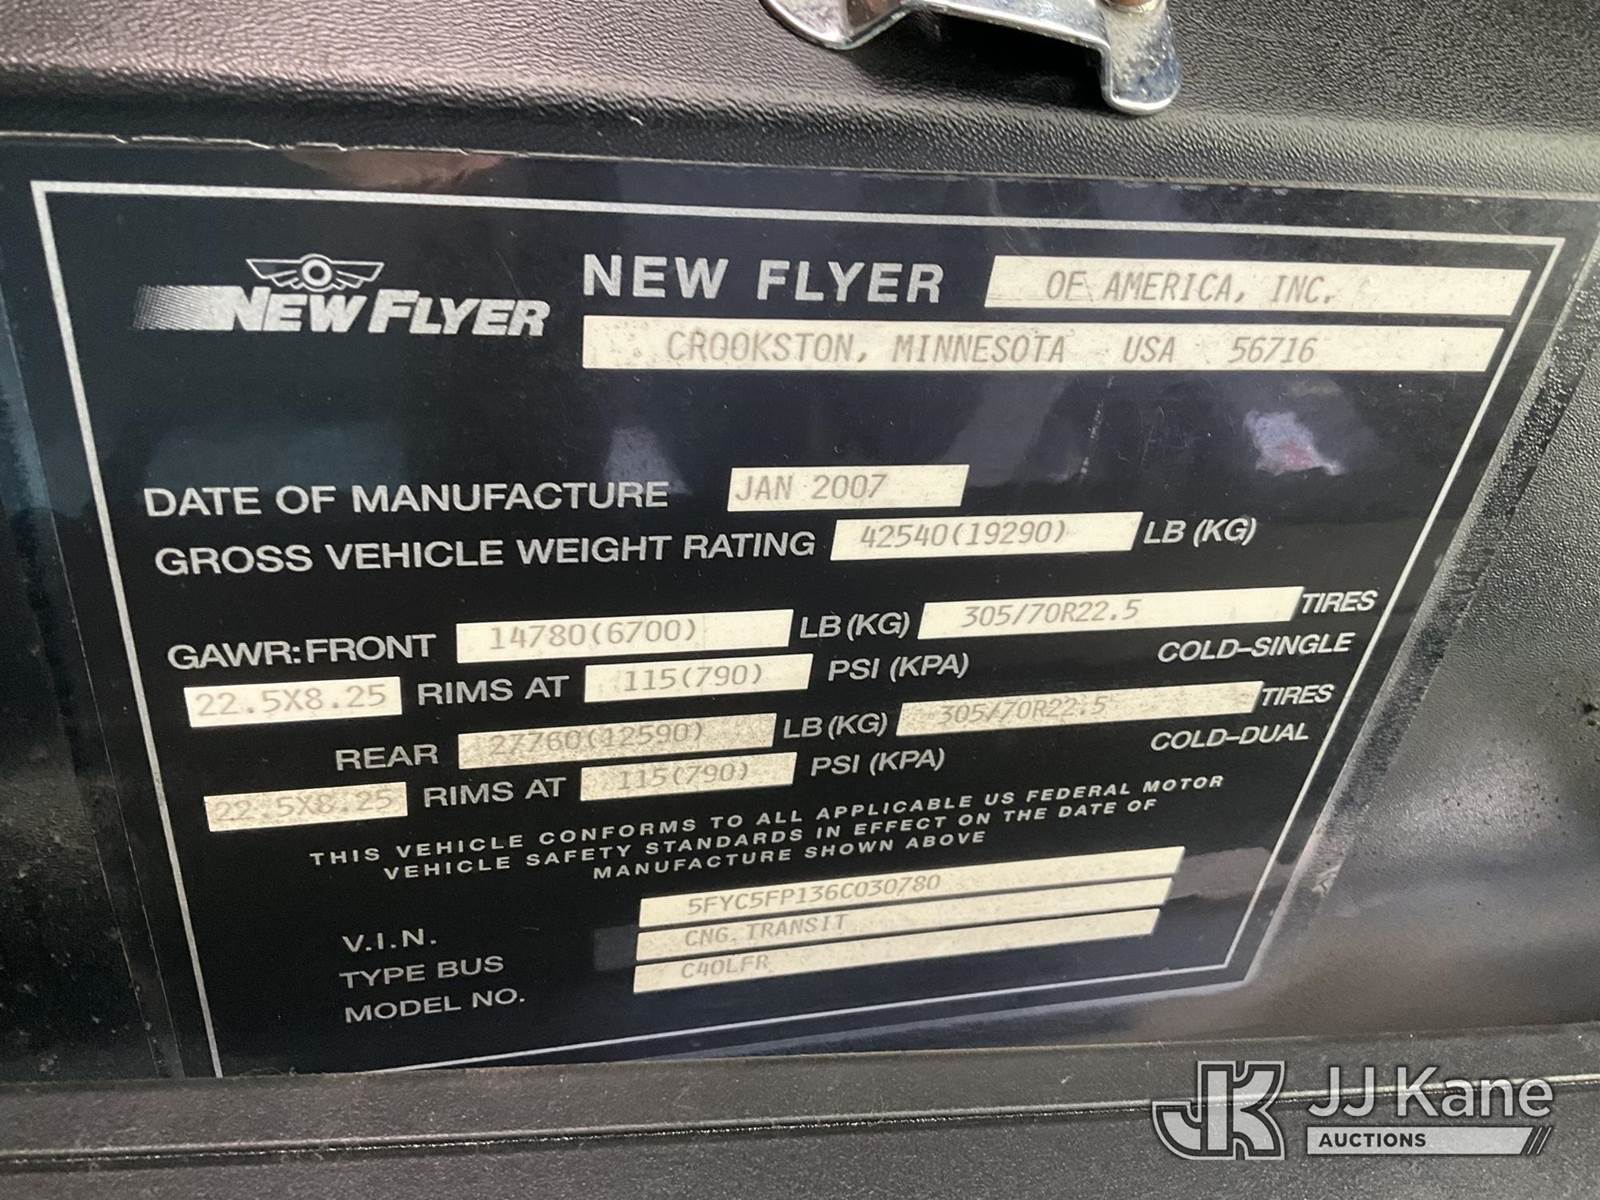 NEW FLYER
NEW FLYER OF AMERICA, INC.
CROOKSTON, MINNESOTA USA 56716
DATE OF MANUFACTURE JAN 2007
GROSS VEHICLE WEIGHT RATING 42540(19290) LB (KG)
GAWR: FRONT 14780(6700) LB (KG) 305/70R22.5 TIRES
22.5X8.25 RIMS AT 115(790) PSI (KPA) COLD-SINGLE
REAR 27760(12590) LB (KG) 305/70R22.5 TIRES
22.5X8.25 RIMS AT 115(790) PSI (KPA) COLD-DUAL
THIS VEHICLE CONFORMS TO ALL APPLICABLE US FEDERAL MOTOR
VEHICLE SAFETY STANDARDS IN EFFECT ON THE DATE OF
MANUFACTURE SHOWN ABOVE
V.I.N. 5FYC5FP136C030780
TYPE BUS CNG TRANSIT
MODEL NO. C40LFR
JK JJ Kane
AUCTIONS